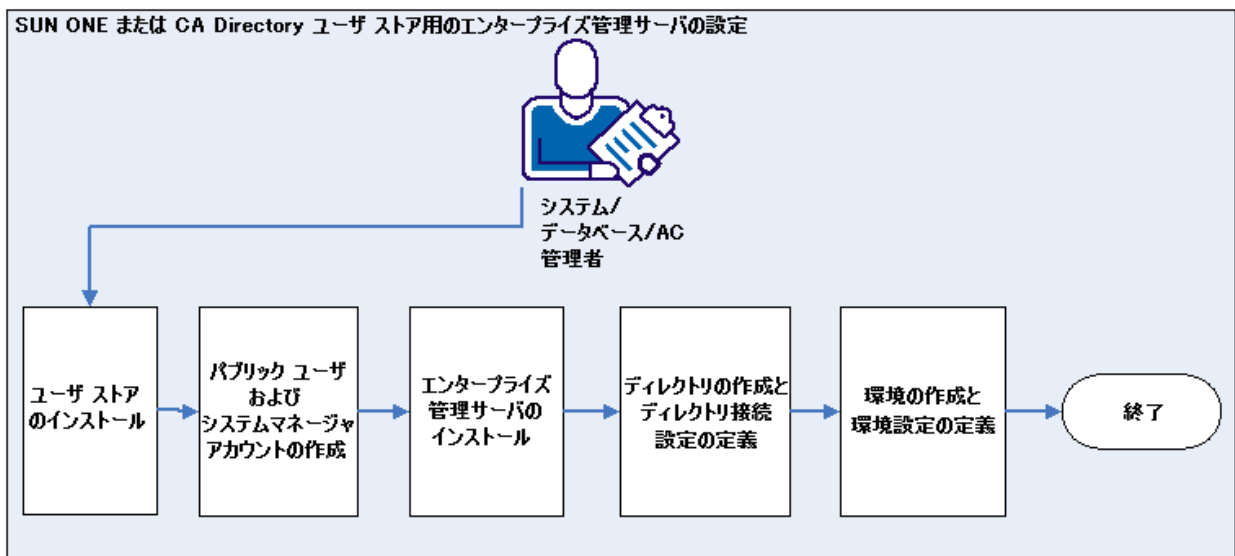 SUN ONE または CA Directory ユーザ ストア用のエンタープライズ管理サーバの設定
システム/
データベース/AC
管理者
ユーザ ストア
のインストール
パブリック ユーザ
および
システムマネージャ
アカウントの作成
エンタープライズ
管理サーバの
インストール
ディレクトリの作成と
ディレクトリ接続
設定の定義
環境の作成と
環境設定の定義
終了